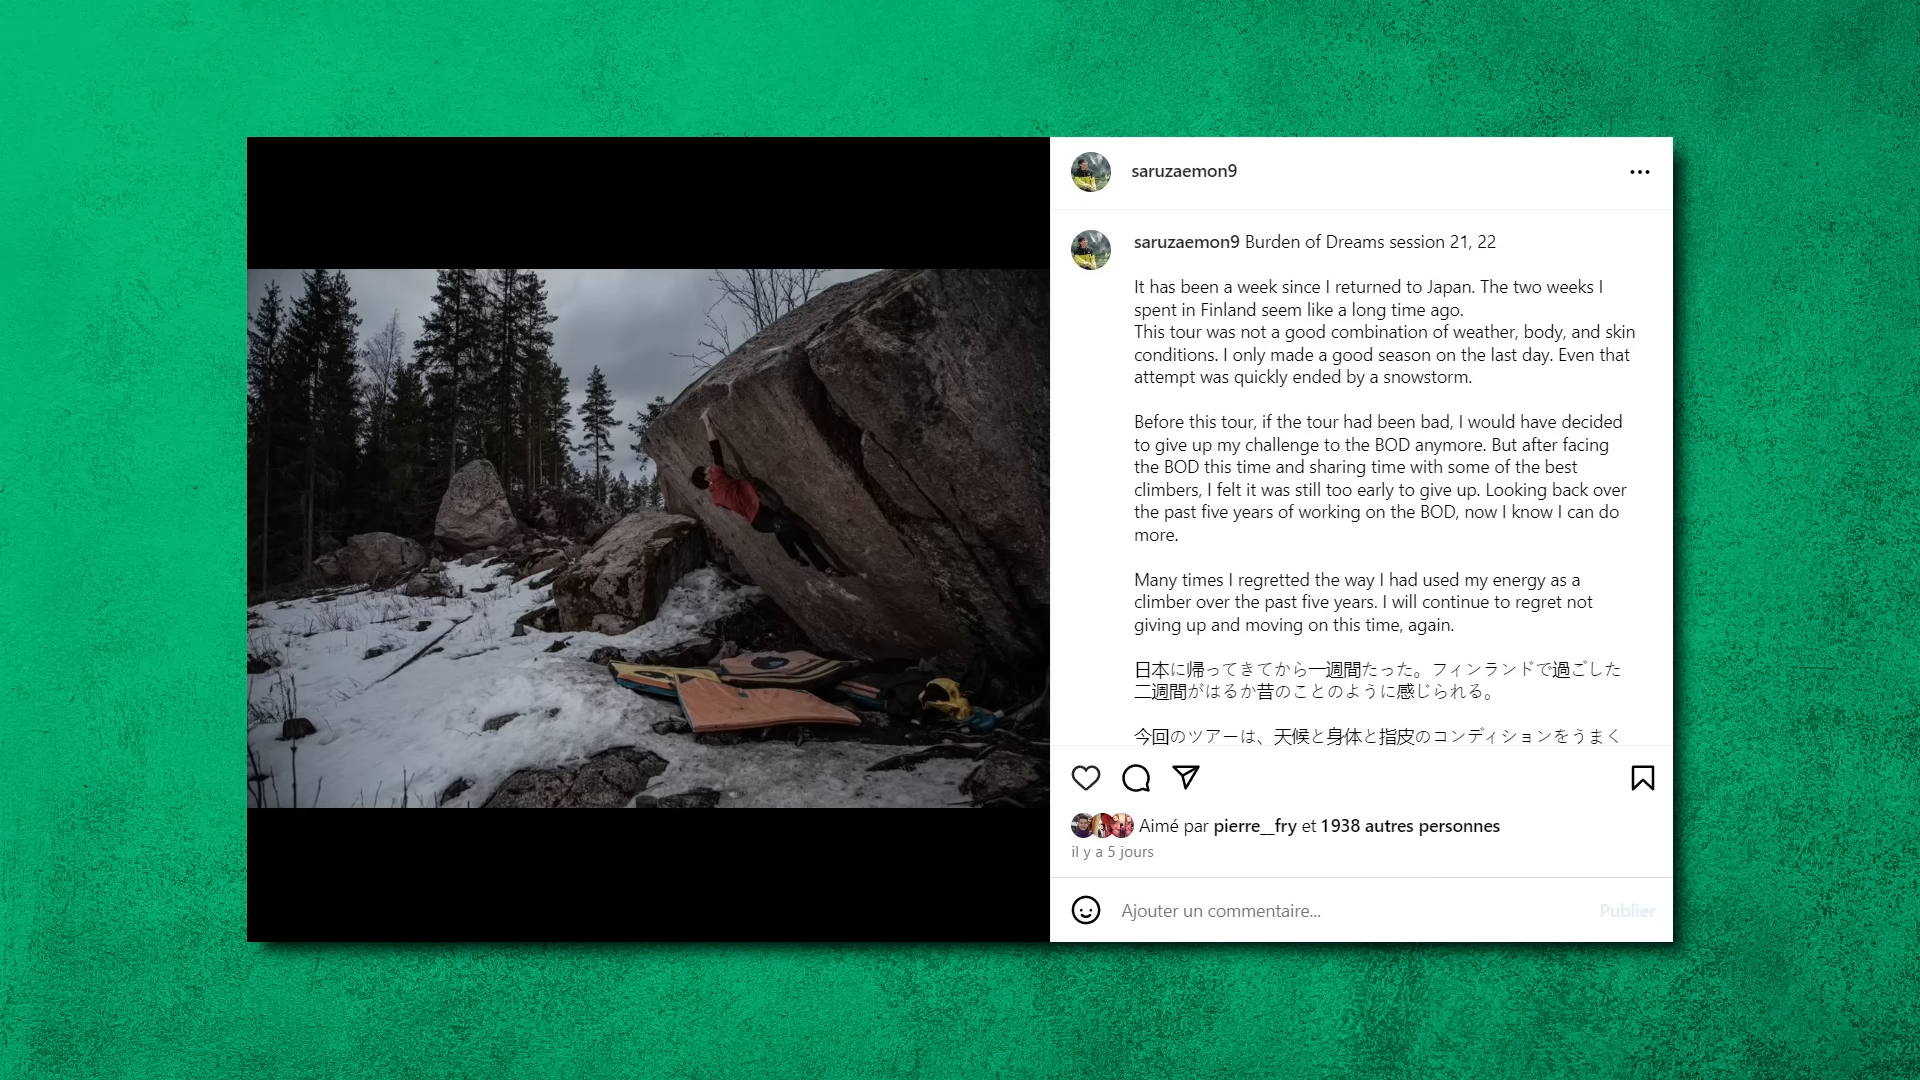 saruzaemon9
saruzaemon9 Burden of Dreams session 21, 22
It has been a week since I returned to Japan. The two weeks I
spent in Finland seem like a long time ago.
This tour was not a good combination of weather, body, and skin
conditions. I only made a good season on the last day. Even that
attempt was quickly ended by a snowstorm.
Before this tour, if the tour had been bad, I would have decided
to give up my challenge to the BOD anymore. But after facing
the BOD this time and sharing time with some of the best
climbers, I felt it was still too early to give up. Looking back over
the past five years of working on the BOD, now I know I can do
more.
Many times I regretted the way I had used my energy as a
climber over the past five years. I will continue to regret not
giving up and moving on this time, again.
日本に帰ってきてから一週間たった。フィンランドで過ごした
二週間がはるか昔のことのように感じられる。
今回のツアーは、天候と身体と指皮のコンディションをうまく
Aimé par pierre__fry et 1938 autres personnes
il y a 5 jours
Ajouter un commentaire...
Publier